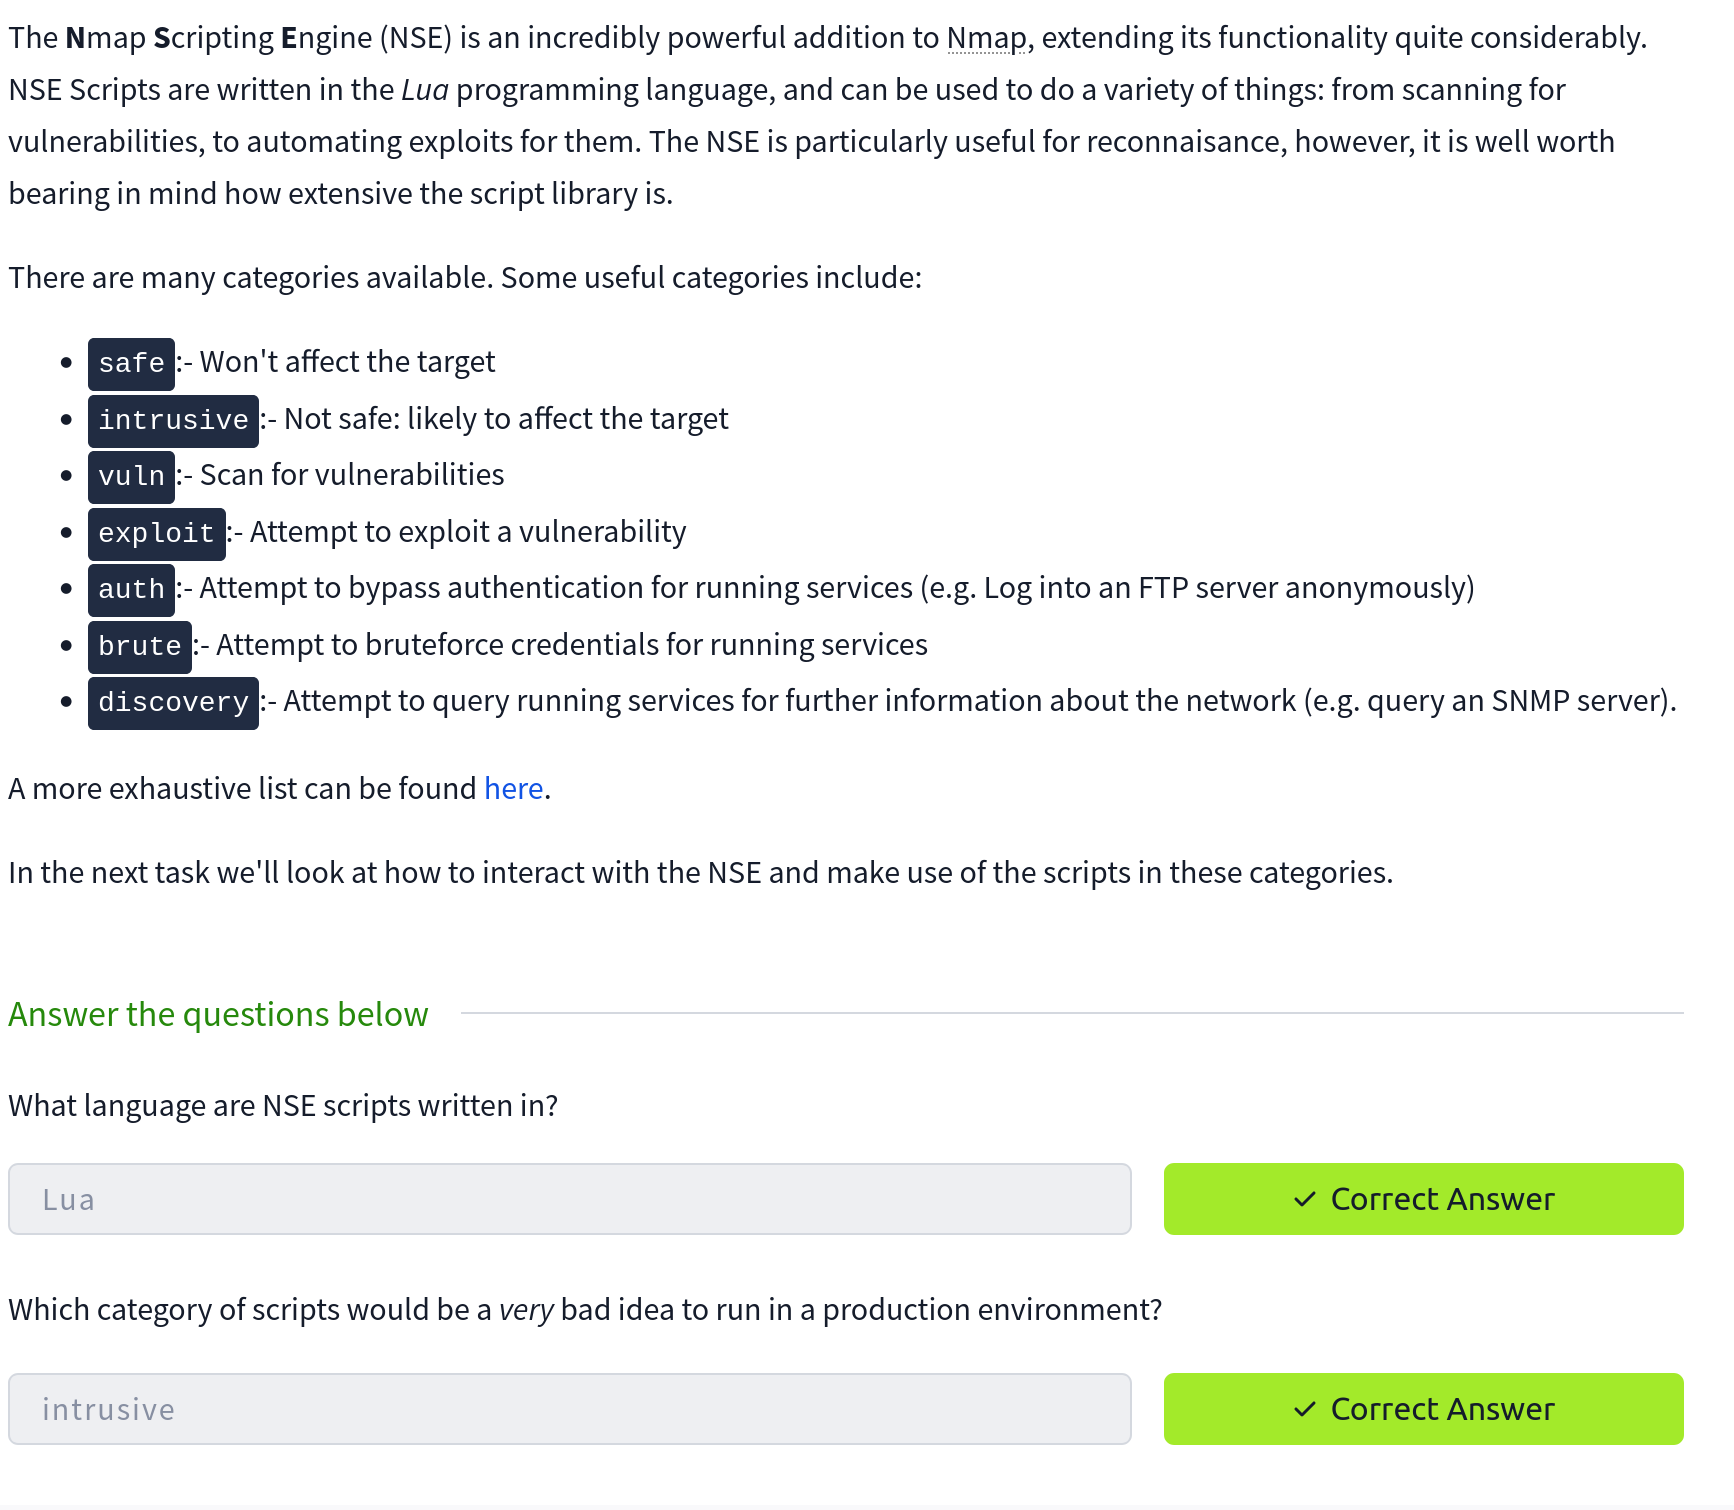 The Nmap Scripting Engine (NSE) is an incredibly powerful addition to Nmap, extending its functionality quite considerably.
NSE Scripts are written in the Lua programming language, and can be used to do a variety of things: from scanning for
vulnerabilities, to automating exploits for them. The NSE is particularly useful for reconnaisance, however, it is well worth
bearing in mind how extensive the script library is.
There are many categories available. Some useful categories include:
• safe:- Won't affect the target
• intrusive:- Not safe: likely to affect the target
• vuln:- Scan for vulnerabilities
• exploit:- Attempt to exploit a vulnerability
• auth:- Attempt to bypass authentication for running services (e.g. Log into an FTP server anonymously)
• brute:- Attempt to bruteforce credentials for running services
• discovery:- Attempt to query running services for further information about the network (e.g. query an SNMP server).
A more exhaustive list can be found here.
In the next task we'll look at how to interact with the NSE and make use of the scripts in these categories.
Answer the questions below
What language are NSE scripts written in?
Lua
✓ Correct Answer
Which category of scripts would be a very bad idea to run in a production environment?
intrusive
✓ Correct Answer